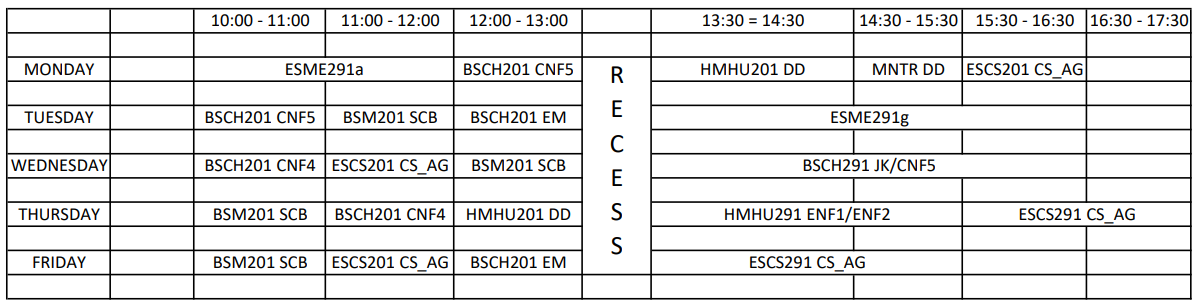 10:00 - 11:00 11:00 - 12:00 12:00 - 13:00 13:30 = 14:30 14:30 - 15:30 15:30 - 16:30 16:30 - 17:30
MONDAY ESME291a BSCH201 CNF5 HMHU201 DD MNTR DD ESCS201 CS_AG
TUESDAY BSCH201 CNF5 BSM201 SCB BSCH201 EM ESME291g
WEDNESDAY BSCH201 CNF4 ESCS201 CS_AG BSM201 SCB BSCH291 JK/CNF5
THURSDAY BSM201 SCB BSCH201 CNF4 HMHU201 DD HMHU291 ENF1/ENF2 ESCS291 CS_AG
FRIDAY BSM201 SCB ESCS201 CS_AG BSCH201 EM ESCS291 CS_AG
R
E
C
E
S
S